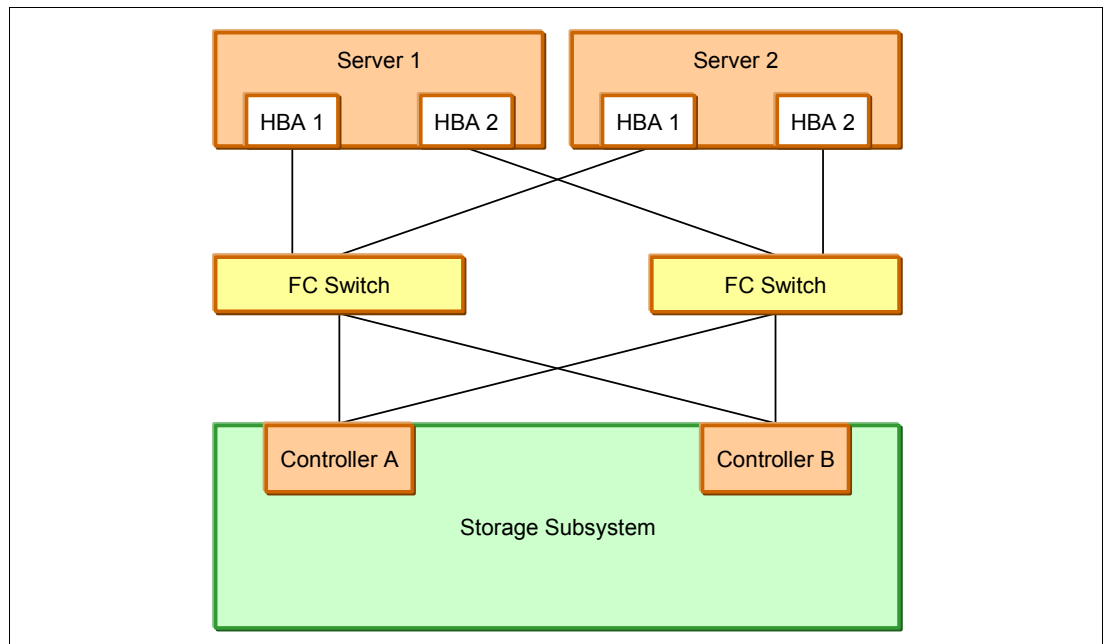 Server 1
Server 2
HBA 1
HBA 2
HBA 1
HBA 2
FC Switch
FC Switch
Controller A
Controller B
Storage Subsystem